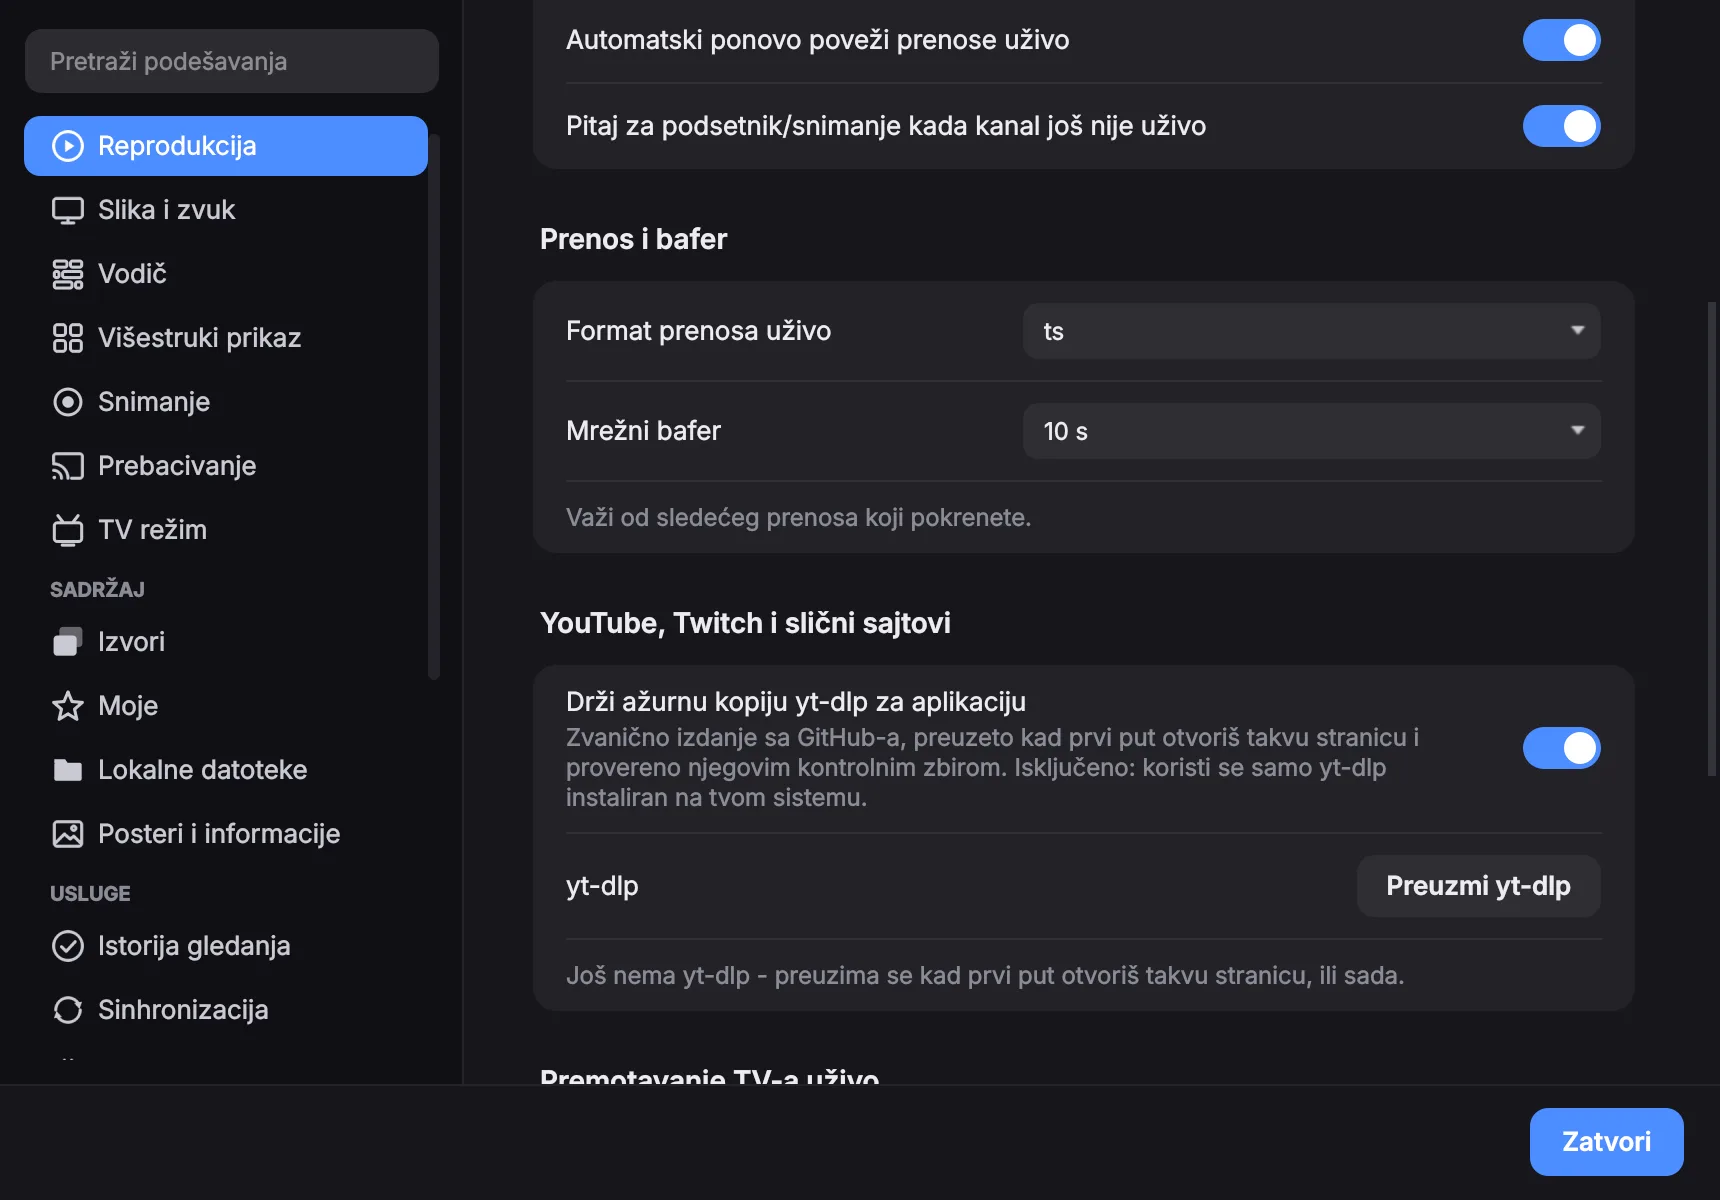 Pretraži podešavanja
Reprodukcija
Slika i zvuk
Vodič
Višestruki prikaz
Snimanje
Prebacivanje
TV režim
SADRŽAJ
Izvori
Moje
Lokalne datoteke
Posteri i informacije
USLUGE
Istorija gledanja
Sinhronizacija
Automatski ponovo poveži prenose uživo
Pitaj za podsetnik/snimanje kada kanal još nije uživo
Prenos i bafer
Format prenosa uživo
ts
Mrežni bafer
10 s
Važi od sledećeg prenosa koji pokrenete.
YouTube, Twitch i slični sajtovi
Drži ažurnu kopiju yt-dlp za aplikaciju
Zvanično izdanje sa GitHub-a, preuzeto kad prvi put otvoriš takvu stranicu i
provereno njegovim kontrolnim zbirom. Isključeno: koristi se samo yt-dlp
instaliran na tvom sistemu.
yt-dlp
Preuzmi yt-dlp
Još nema yt-dlp - preuzima se kad prvi put otvoriš takvu stranicu, ili sada.
Premotavanje TV-a uživo
Zatvori